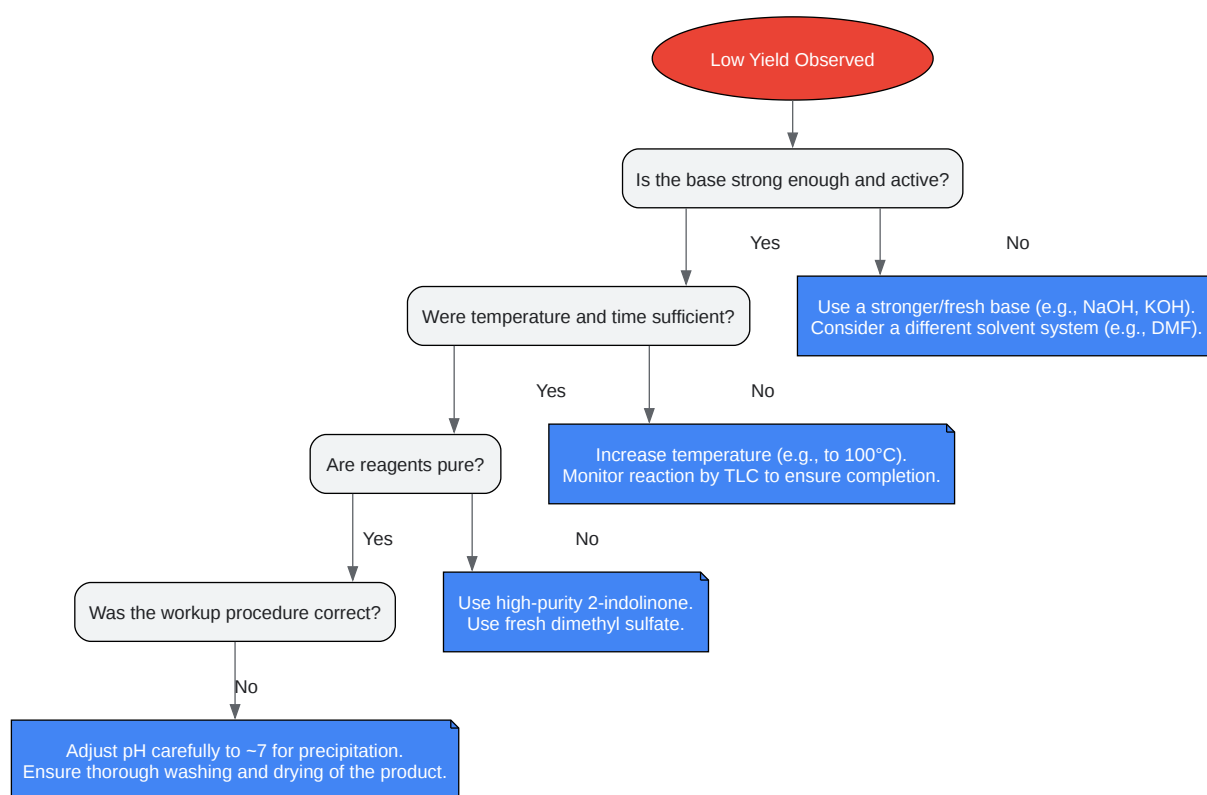 Low Yield Observed
Is the base strong enough and active?
Yes
No
Use a stronger/fresh base (e.g., NaOH, KOH).
Consider a different solvent system (e.g., DMF).
Were temperature and time sufficient?
Yes
No
Increase temperature (e.g., to 100°C).
Monitor reaction by TLC to ensure completion.
Are reagents pure?
Yes
No
Use high-purity 2-indolinone.
Use fresh dimethyl sulfate.
Was the workup procedure correct?
No
Adjust pH carefully to ~7 for precipitation.
Ensure thorough washing and drying of the product.